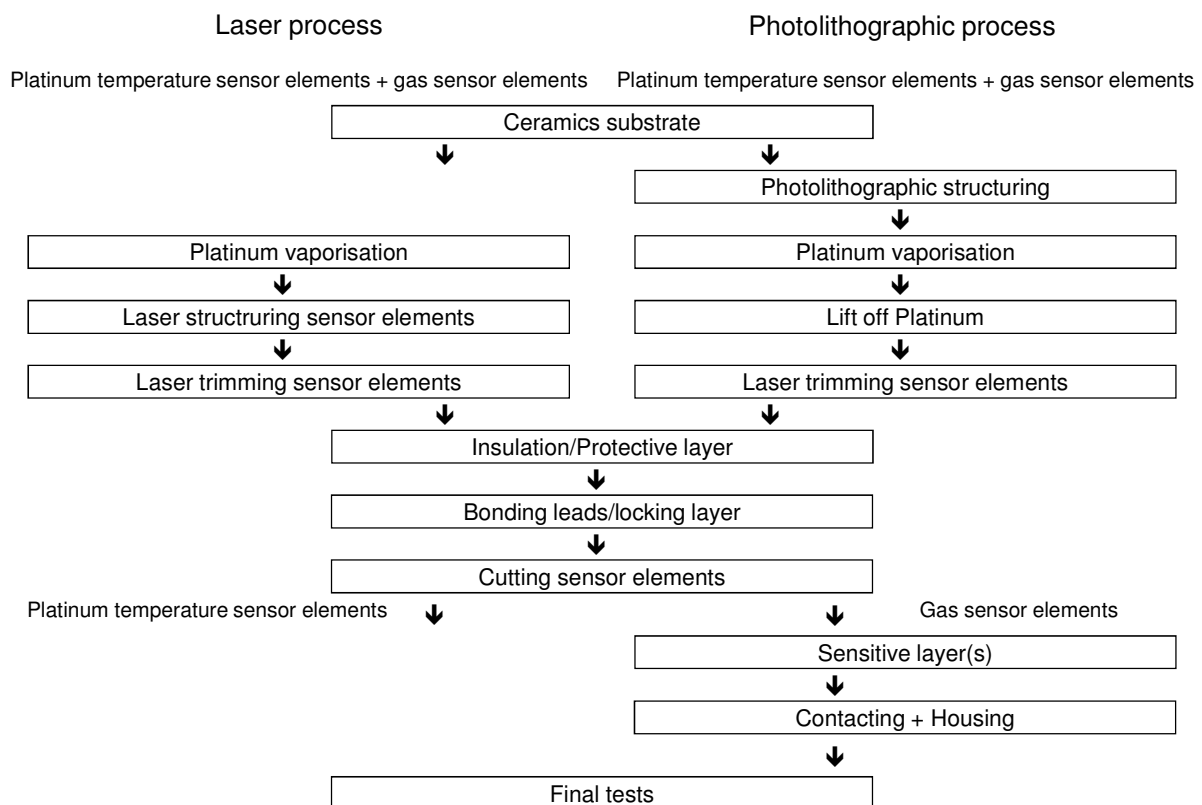 Laser process
Photolithographic process
Platinum temperature sensor elements + gas sensor elements
Platinum temperature sensor elements + gas sensor elements
Ceramics substrate
Photolithographic structuring
Platinum vaporisation
Platinum vaporisation
Laser structruring sensor elements
Lift off Platinum
Laser trimming sensor elements
Laser trimming sensor elements
Insulation/Protective layer
Bonding leads/locking layer
Cutting sensor elements
Platinum temperature sensor elements
Gas sensor elements
Sensitive layer(s)
Contacting + Housing
Final tests